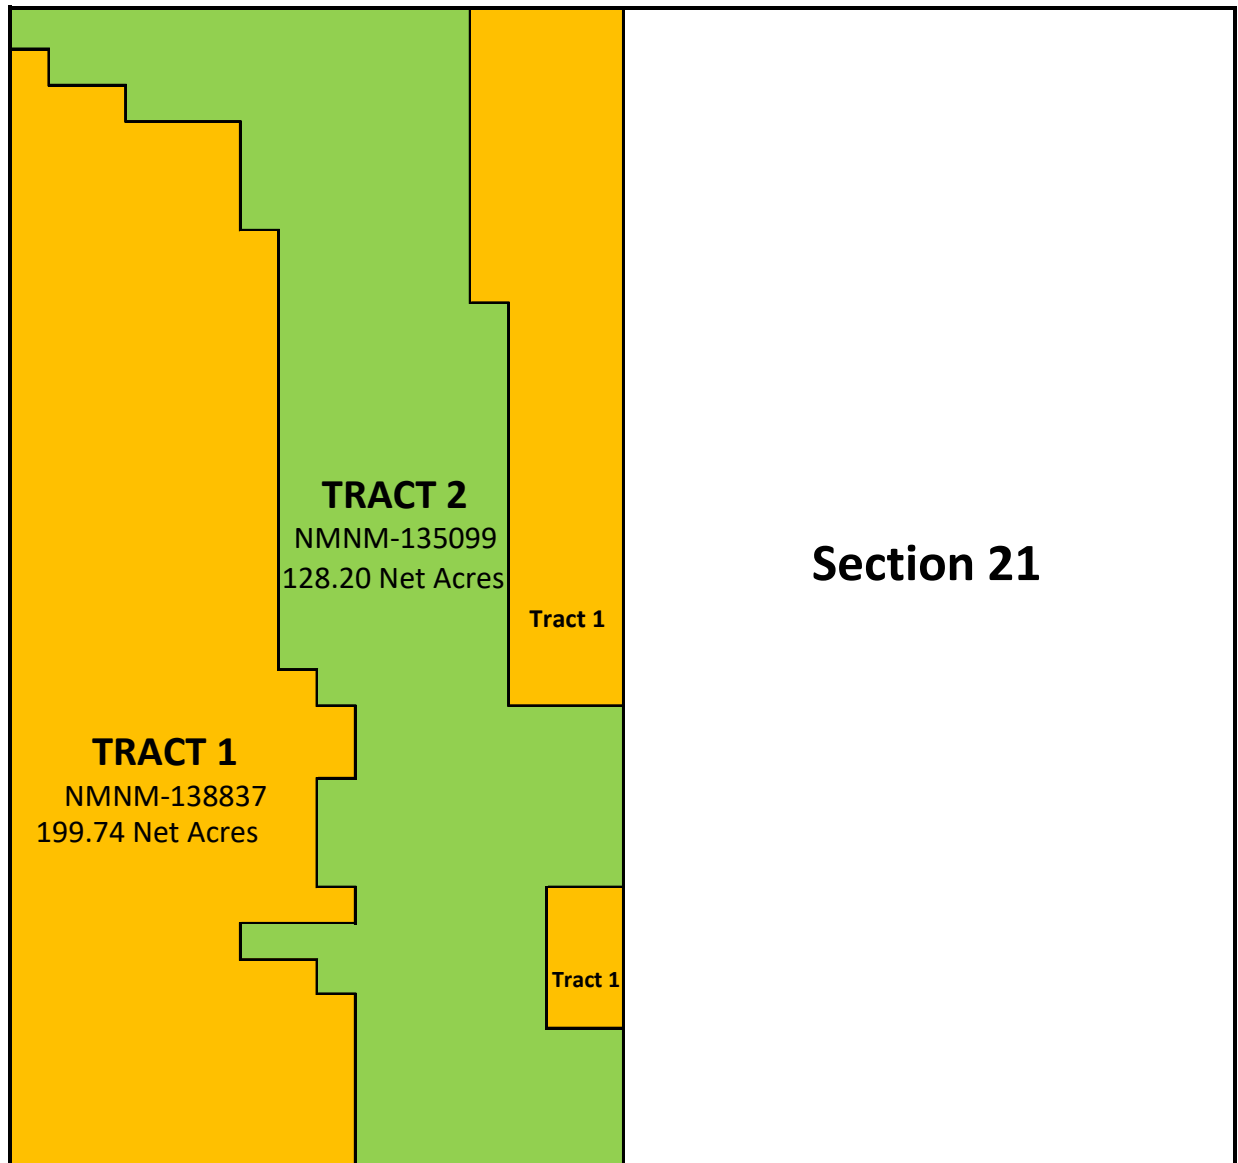 TRACT 2
NMNM-135099
128.20 Net Acres
Section 21
Tract 1
TRACT 1
NMNM-138837
199.74 Net Acres
Tract 1